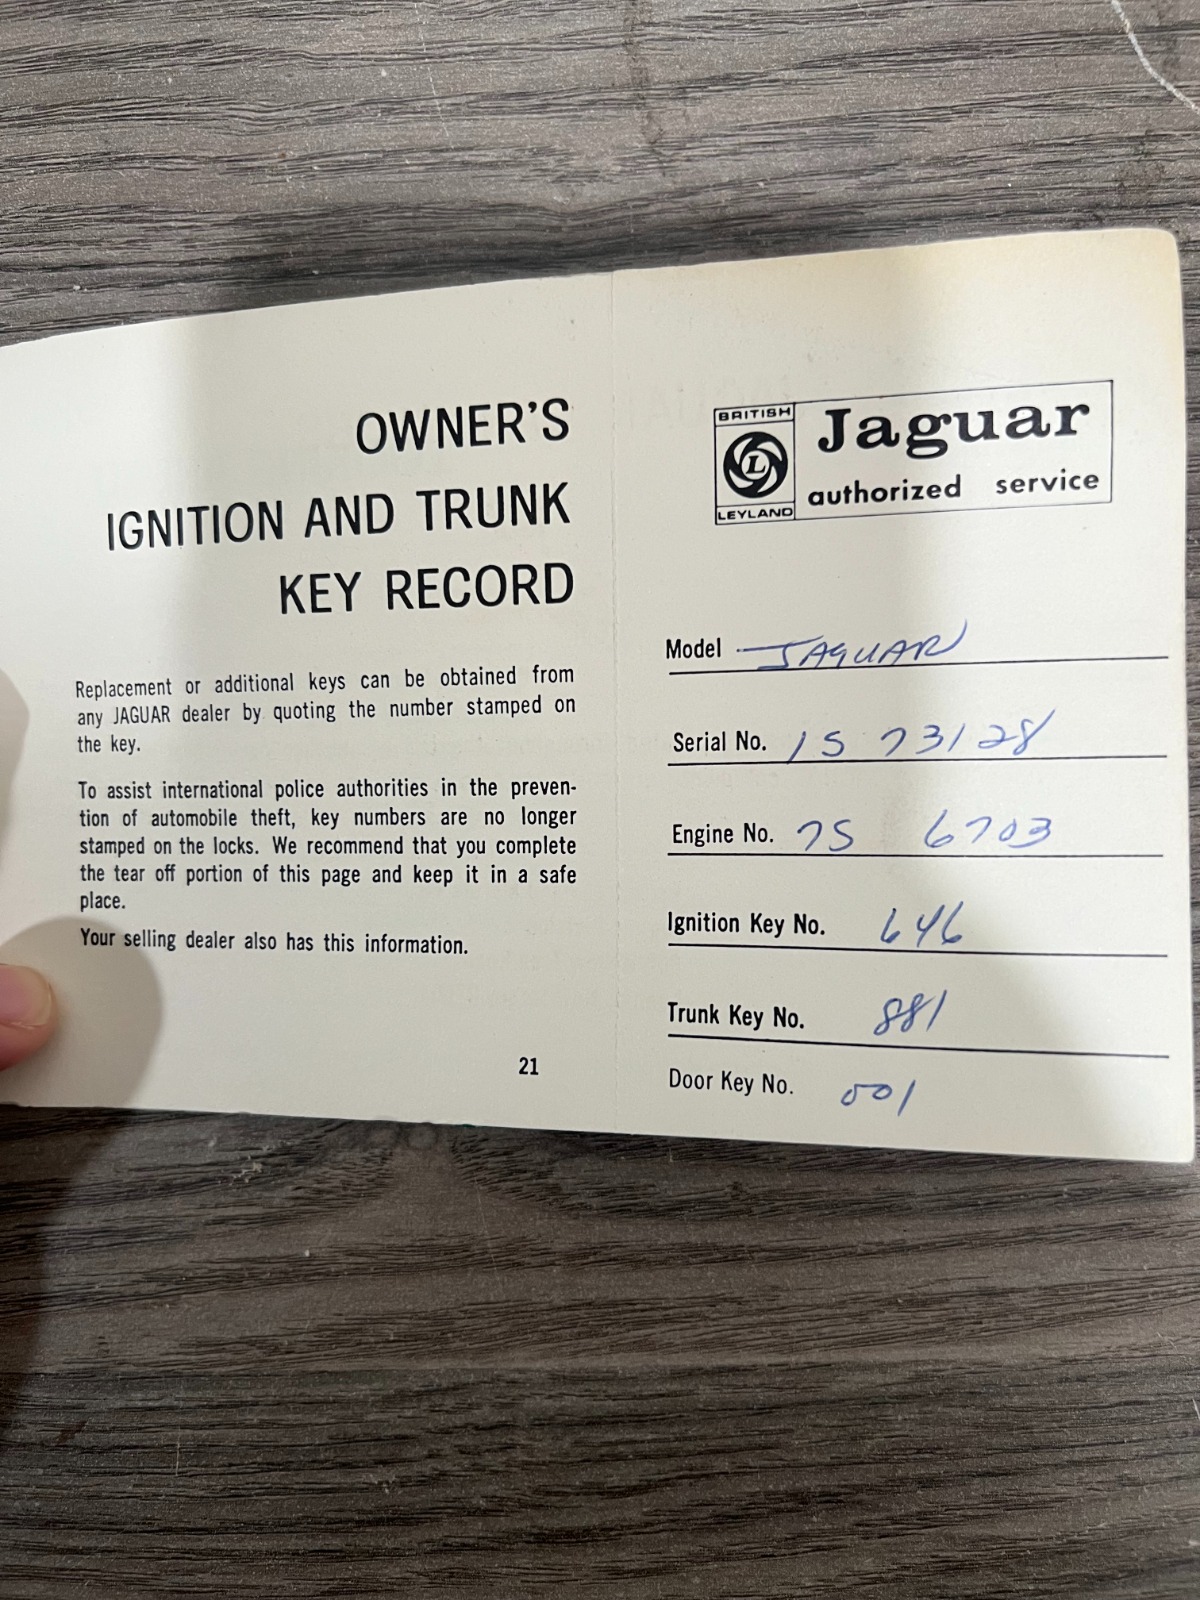 OWNER'S
IGNITION AND TRUNK
KEY RECORD
Replacement or additional keys can be obtained from
any JAGUAR dealer by quoting the number stamped on
the key.
To assist international police authorities in the preven-
tion of automobile theft, key numbers are no longer
stamped on the locks. We recommend that you complete
the tear off portion of this page and keep it in a safe
place.
Your selling dealer also has this information.
21
BRITISH
L
LEYLAND
Jaguar
authorized service
Model JAGUAR
Serial No. 1S 73128
Engine No. 7S 6703
Ignition Key No. 646
Trunk Key No. 881
Door Key No. 001